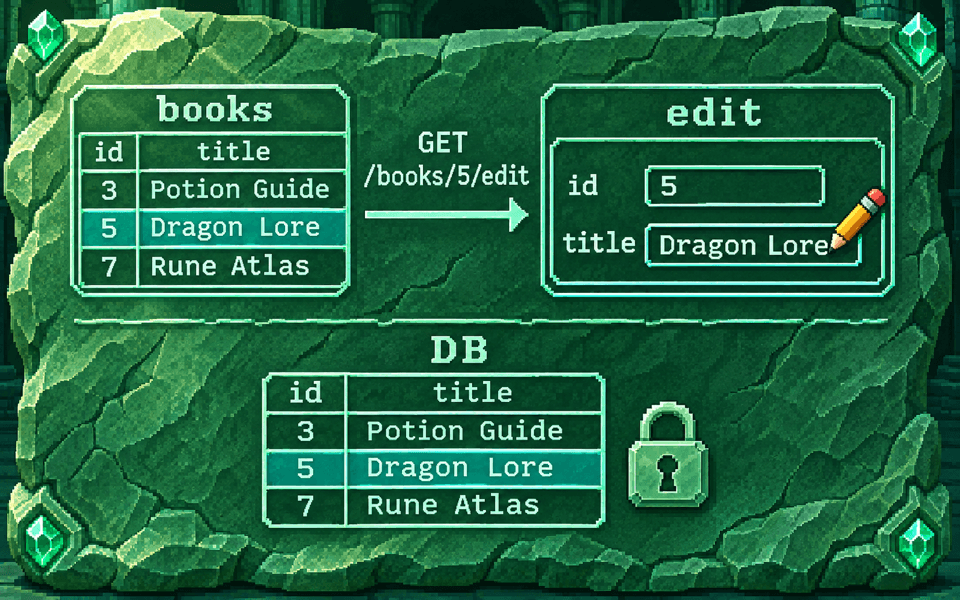 books
id title
3 Potion Guide
5 Dragon Lore
7 Rune Atlas
GET
/books/5/edit
edit
id 5
title Dragon Lore
DB
id title
3 Potion Guide
5 Dragon Lore
7 Rune Atlas